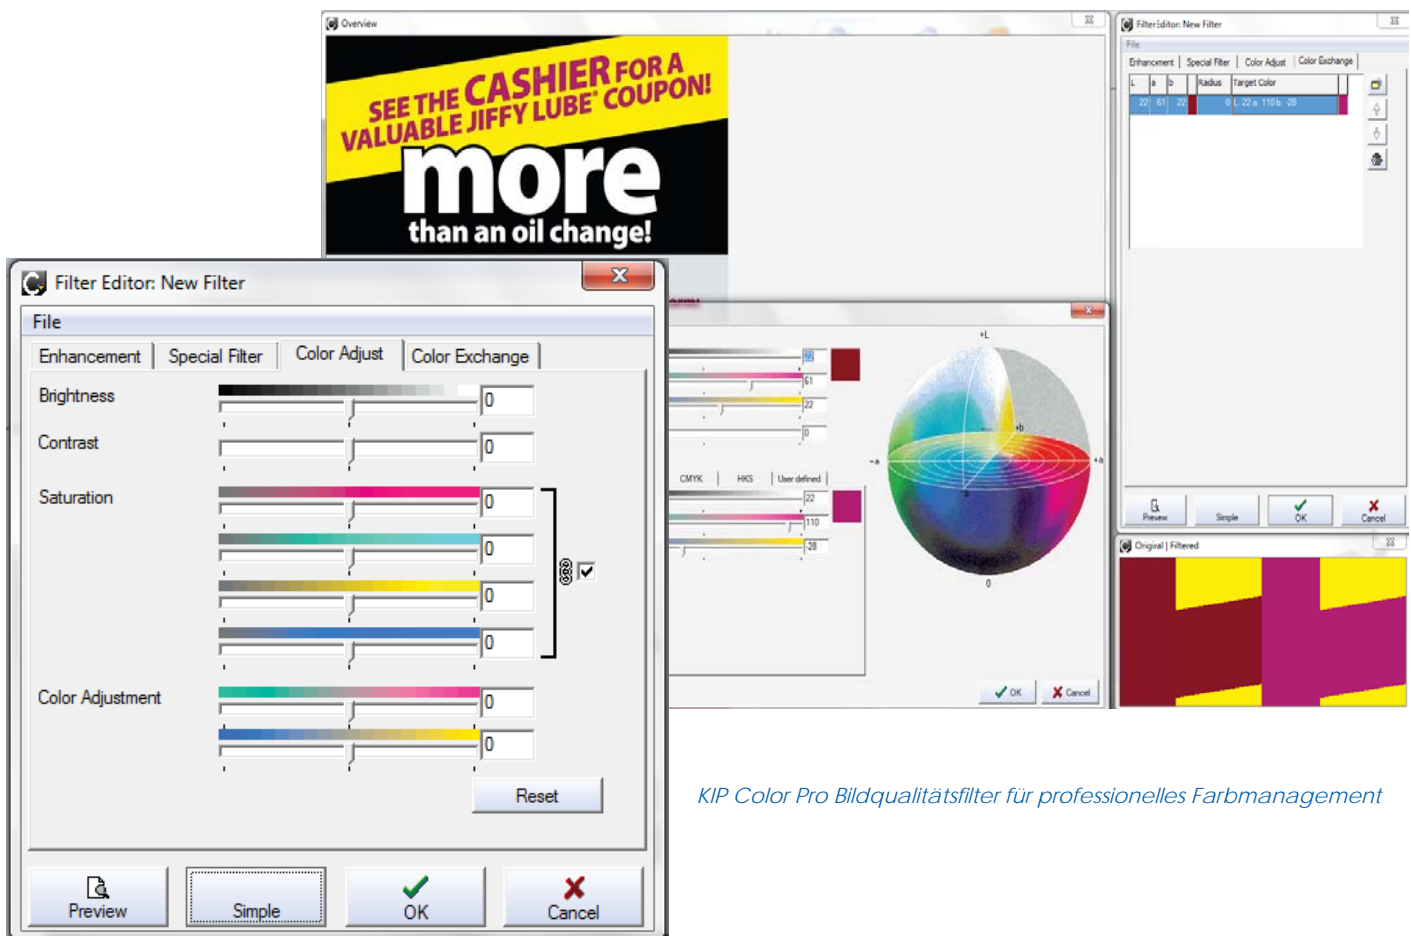 Overview
SEE THE CASHIER FOR A
VALUABLE JIFFY LUBE® COUPON!
more
than an oil change!
Filter Editor: New Filter
File
Enhancement Special Filter Color Adjust Color Exchange
L a b Radius Target Color
22 61 22 0 L: 22 a: 110 b: -28
Preview Simple OK Cancel
Original | Filtered
Filter Editor: New Filter
File
Enhancement Special Filter Color Adjust Color Exchange
Brightness 0
Contrast 0
Saturation 0
0
0
0
Color Adjustment 0
0
Reset
Preview Simple OK Cancel
61
22
0
CMYK HKS User defined
22
110
-28
+L
+b
-a +a
0
OK Cancel
KIP Color Pro Bildqualitätsfilter für professionelles Farbmanagement